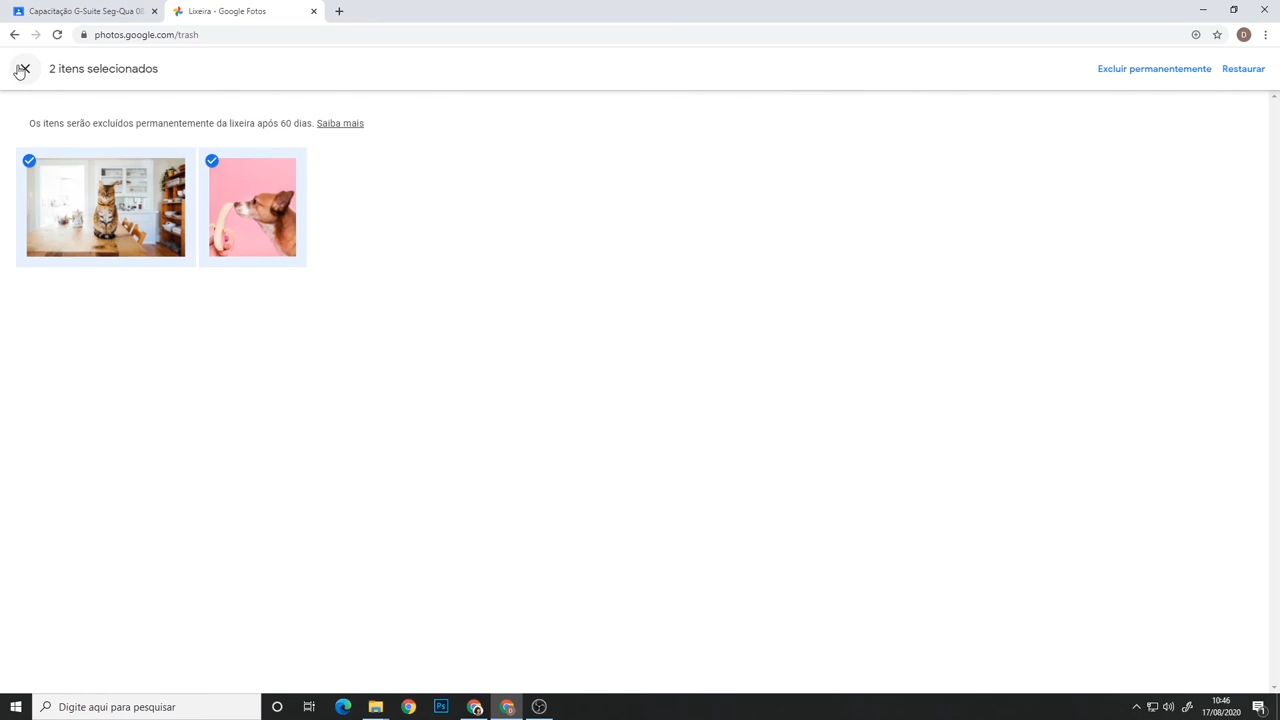 Capacitação G-Suite Seg-Qua 08
Lixeira - Google Fotos
photos.google.com/trash
D
2 itens selecionados
Excluir permanentemente
Restaurar
Os itens serão excluídos permanentemente da lixeira após 60 dias. Saiba mais
Digite aqui para pesquisar
Ps
D
10:46
17/08/2020
1